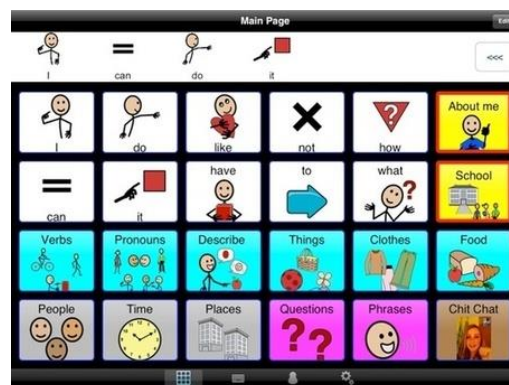 Main Page
Edit
I can do it
<<<
I do like not how About me
can it have to what School
Verbs Pronouns Describe Things Clothes Food
People Time Places Questions Phrases Chit Chat